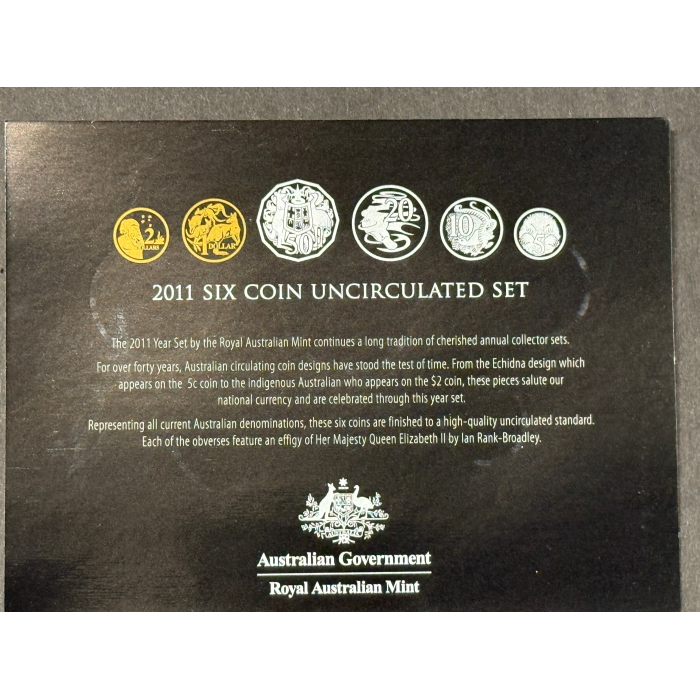 2 DOLLARS
1 DOLLAR
50
20
10
5
2011 SIX COIN UNCIRCULATED SET
The 2011 Year Set by the Royal Australian Mint continues a long tradition of cherished annual collector sets.
For over forty years, Australian circulating coin designs have stood the test of time. From the Echidna design which
appears on the 5c coin to the indigenous Australian who appears on the $2 coin, these pieces salute our
national currency and are celebrated through this year set.
Representing all current Australian denominations, these six coins are finished to a high-quality uncirculated standard.
Each of the obverses feature an effigy of Her Majesty Queen Elizabeth II by Ian Rank-Broadley.
Australian Government
Royal Australian Mint